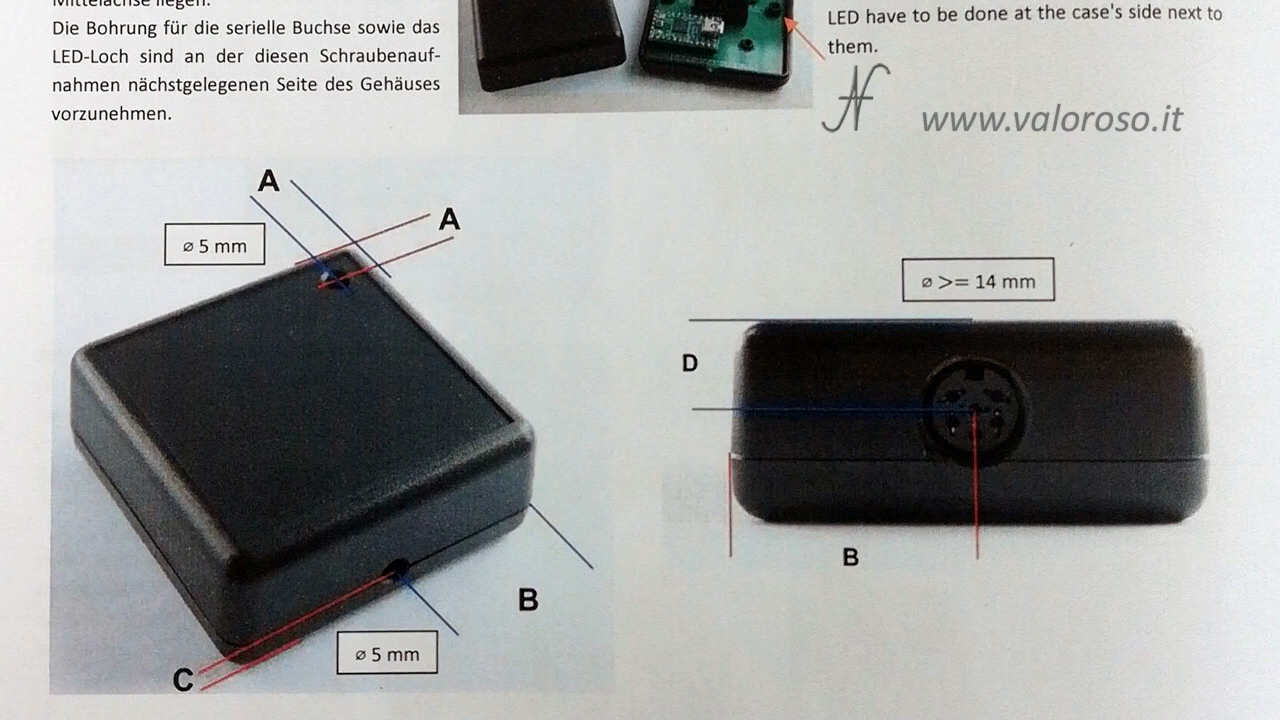 Mittelachse liegen.
Die Bohrung für die serielle Buchse sowie das
LED-Loch sind an der diesen Schraubenauf-
nahmen nächstgelegenen Seite des Gehäuses
vorzunehmen.
LED have to be done at the case's side next to
them.
www.valoroso.it
A
A
⌀ 5 mm
B
⌀ 5 mm
C
⌀ >= 14 mm
D
B